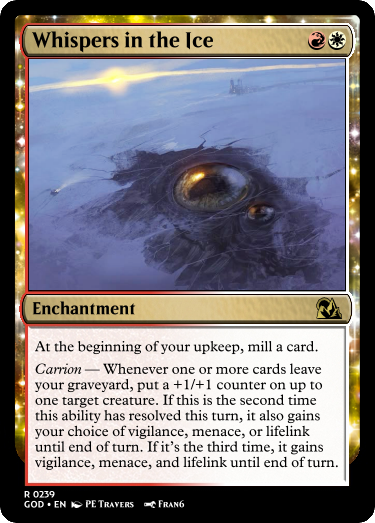 Whispers in the Ice
Enchantment
At the beginning of your upkeep, mill a card.
Carrion — Whenever one or more cards leave
your graveyard, put a +1/+1 counter on up to
one target creature. If this is the second time
this ability has resolved this turn, it also gains
your choice of vigilance, menace, or lifelink
until end of turn. If it's the third time, it gains
vigilance, menace, and lifelink until end of turn.
R 0239
GOD • EN PE Travers Fran6